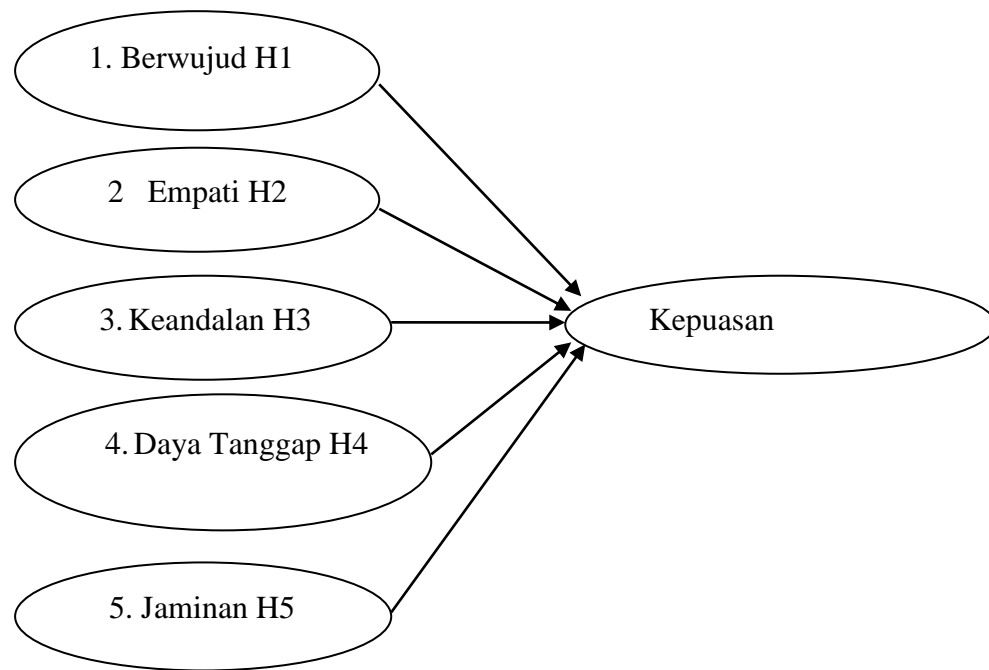 1. Berwujud H1
2 Empati H2
3. Keandalan H3
Kepuasan
4. Daya Tanggap H4
5. Jaminan H5